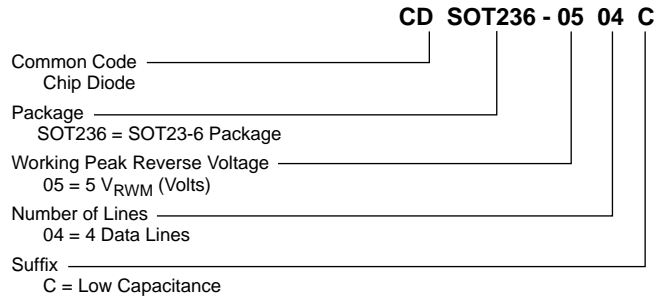 CD SOT236 - 05 04 C
Common Code
Chip Diode
Package
SOT236 = SOT23-6 Package
Working Peak Reverse Voltage
05 = 5 VRWM (Volts)
Number of Lines
04 = 4 Data Lines
Suffix
C = Low Capacitance